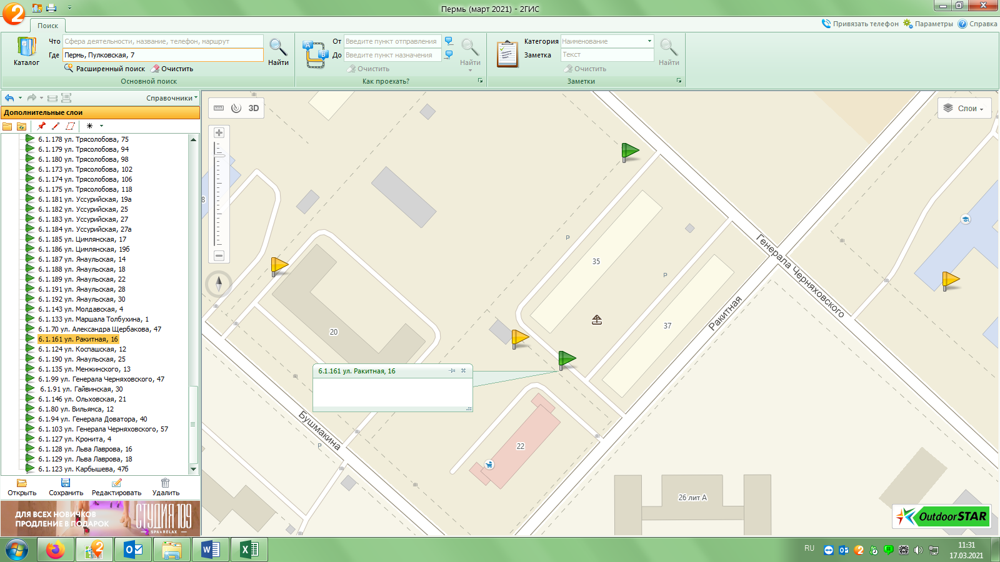 Пермь (март 2021) - 2ГИС
Поиск
Привязать телефон
Параметры
Справка
Каталог
Что
Сфера деятельности, название, телефон, маршрут
Где
Пермь, Пулковская, 7
Расширенный поиск
Очистить
Найти
Основной поиск
От
Введите пункт отправления
До
Введите пункт назначения
Очистить
Найти
Как проехать?
Категория
Наименование
Заметка
Текст
Очистить
Найти
Заметки
Справочники
Дополнительные слои
6.1.178 ул. Трясолобова, 75
6.1.179 ул. Трясолобова, 94
6.1.180 ул. Трясолобова, 98
6.1.173 ул. Трясолобова, 102
6.1.174 ул. Трясолобова, 106
6.1.175 ул. Трясолобова, 118
6.1.181 ул. Уссурийская, 19а
6.1.182 ул. Уссурийская, 25
6.1.183 ул. Уссурийская, 27
6.1.184 ул. Уссурийская, 27а
6.1.185 ул. Цимлянская, 17
6.1.186 ул. Цимлянская, 19б
6.1.187 ул. Янаульская, 14
6.1.188 ул. Янаульская, 18
6.1.189 ул. Янаульская, 22
6.1.191 ул. Янаульская, 28
6.1.192 ул. Янаульская, 30
6.1.143 ул. Молдавская, 4
6.1.133 ул. Маршала Толбухина, 1
6.1.70 ул. Александра Щербакова, 47
6.1.161 ул. Ракитная, 16
6.1.124 ул. Коспашская, 12
6.1.190 ул. Янаульская, 25
6.1.135 ул. Менжинского, 13
6.1.99 ул. Генерала Черняховского, 47
6.1.91 ул. Гайвинская, 30
6.1.146 ул. Ольховская, 21
6.1.80 ул. Вильямса, 12
6.1.94 ул. Генерала Доватора, 40
6.1.103 ул. Генерала Черняховского, 57
6.1.127 ул. Кронита, 4
6.1.128 ул. Льва Лаврова, 16
6.1.129 ул. Льва Лаврова, 18
6.1.123 ул. Карбышева, 47б
Открыть
Сохранить
Редактировать
Удалить
ДЛЯ ВСЕХ НОВИЧКОВ
ПРОДЛЕНИЕ В ПОДАРОК
СТУДИЯ 109
SPA & RELAX
3D
Слои
8
P
35
P
37
20
22
P
26 лит А
Генерала Черняховского
Ракитная
Бушмакина
6.1.161 ул. Ракитная, 16
OutdoorSTAR
RU
11:31
17.03.2021